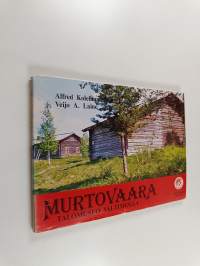 Alfred Kolehmainen
Veijo A. Laine
MURTOVAARA
TALOMUSEO VALTIMOLLA